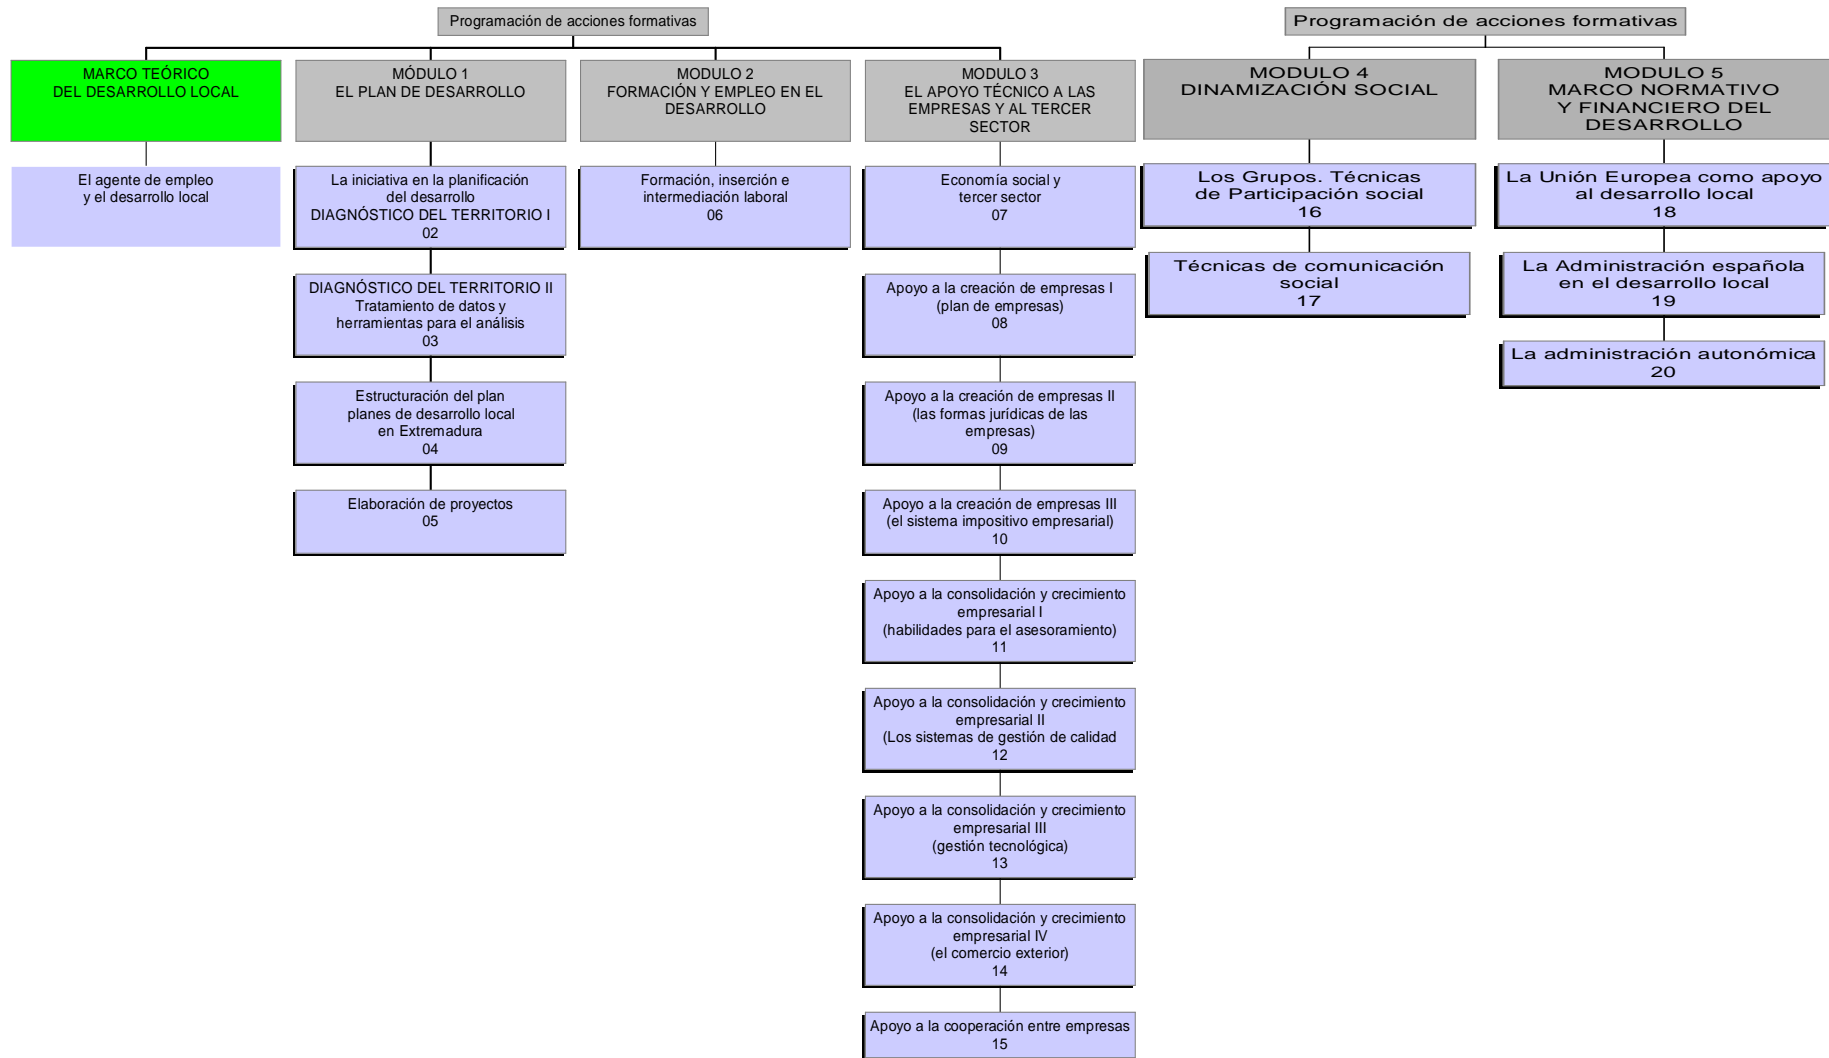 Programación de acciones formativas
MARCO TEÓRICO
DEL DESARROLLO LOCAL
El agente de empleo
y el desarrollo local
MÓDULO 1
EL PLAN DE DESARROLLO
La iniciativa en la planificación
del desarrollo
DIAGNÓSTICO DEL TERRITORIO I
02
DIAGNÓSTICO DEL TERRITORIO II
Tratamiento de datos y
herramientas para el análisis
03
Estructuración del plan
planes de desarrollo local
en Extremadura
04
Elaboración de proyectos
05
MODULO 2
FORMACIÓN Y EMPLEO EN EL
DESARROLLO
Formación, inserción e
intermediación laboral
06
MODULO 3
EL APOYO TÉCNICO A LAS
EMPRESAS Y AL TERCER
SECTOR
Economía social y
tercer sector
07
Apoyo a la creación de empresas I
(plan de empresas)
08
Apoyo a la creación de empresas II
(las formas jurídicas de las
empresas)
09
Apoyo a la creación de empresas III
(el sistema impositivo empresarial)
10
Apoyo a la consolidación y crecimiento
empresarial I
(habilidades para el asesoramiento)
11
Apoyo a la consolidación y crecimiento
empresarial II
(Los sistemas de gestión de calidad
12
Apoyo a la consolidación y crecimiento
empresarial III
(gestión tecnológica)
13
Apoyo a la consolidación y crecimiento
empresarial IV
(el comercio exterior)
14
Apoyo a la cooperación entre empresas
15
Programación de acciones formativas
MODULO 4
DINAMIZACIÓN SOCIAL
Los Grupos. Técnicas
de Participación social
16
Técnicas de comunicación
social
17
MODULO 5
MARCO NORMATIVO
Y FINANCIERO DEL
DESARROLLO
La Unión Europea como apoyo
al desarrollo local
18
La Administración española
en el desarrollo local
19
La administración autonómica
20